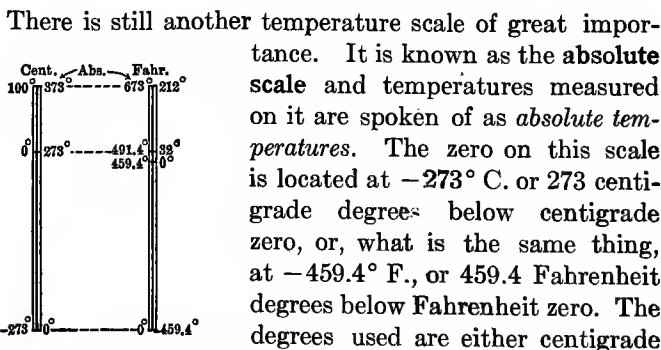 There is still another temperature scale of great impor-
tance. It is known as the absolute
scale and temperatures measured
on it are spoken of as absolute tem-
peratures. The zero on this scale
is located at −273° C. or 273 centi-
grade degrees below centigrade
zero, or, what is the same thing,
at −459.4° F., or 459.4 Fahrenheit
degrees below Fahrenheit zero. The
degrees used are either centigrade
Cent. Abs. Fahr.
100° 373° 673° 212°
0° 273° 491.4° 32°
459.4° 0°
-273° 0° 0° -459.4°